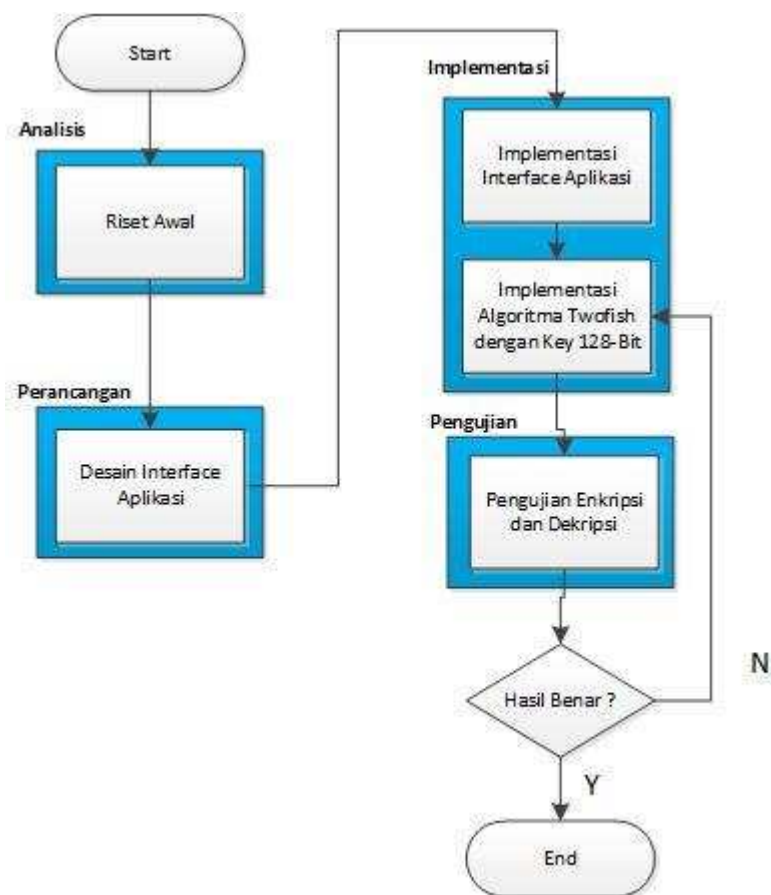 Start
Analisis
Riset Awal
Perancangan
Desain Interface
Aplikasi
Implementasi
Implementasi
Interface Aplikasi
Implementasi
Algoritma Twofish
dengan Key 128-Bit
Pengujian
Pengujian Enkripsi
dan Dekripsi
Hasil Benar ?
N
Y
End